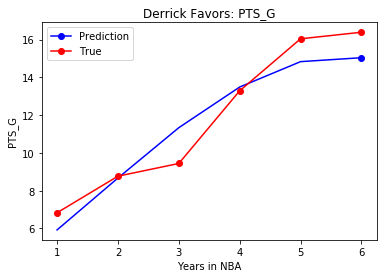 Derrick Favors: PTS_G
Prediction
True
16
14
12
10
8
6
PTS_G
1 2 3 4 5 6
Years in NBA